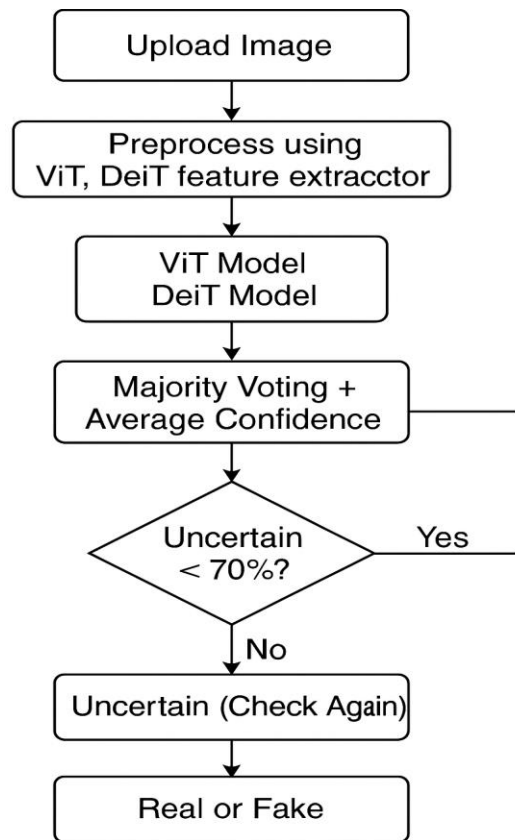 Upload Image
Preprocess using
ViT, DeiT feature extracctor
ViT Model
DeiT Model
Majority Voting +
Average Confidence
Uncertain
< 70%?
Yes
No
Uncertain (Check Again)
Real or Fake